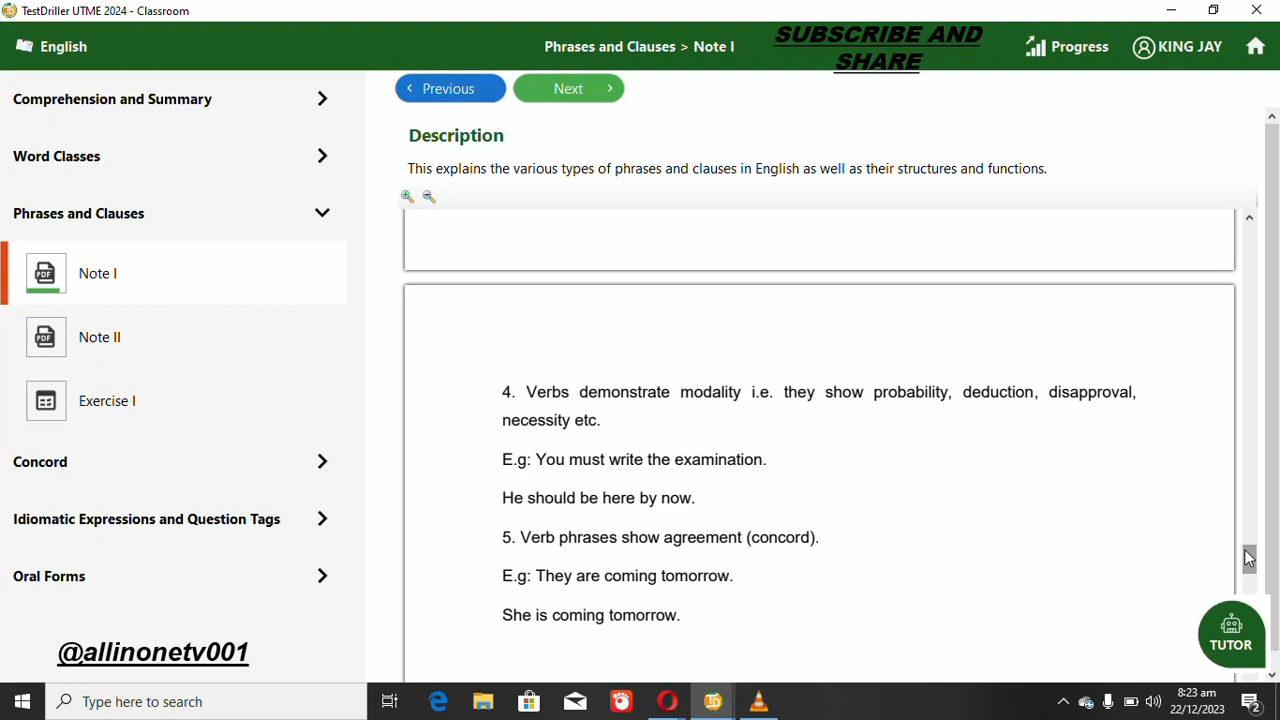 TestDriller UTME 2024 - Classroom
English
Phrases and Clauses > Note I
SUBSCRIBE AND
SHARE
Progress
KING JAY
Previous
Next
Comprehension and Summary
Word Classes
Phrases and Clauses
PDF
Note I
PDF
Note II
Exercise I
Concord
Idiomatic Expressions and Question Tags
Oral Forms
@allinonetv001
Description
This explains the various types of phrases and clauses in English as well as their structures and functions.
4. Verbs demonstrate modality i.e. they show probability, deduction, disapproval,
necessity etc.
E.g: You must write the examination.
He should be here by now.
5. Verb phrases show agreement (concord).
E.g: They are coming tomorrow.
She is coming tomorrow.
TUTOR
Type here to search
TD
8:23 am
22/12/2023
2